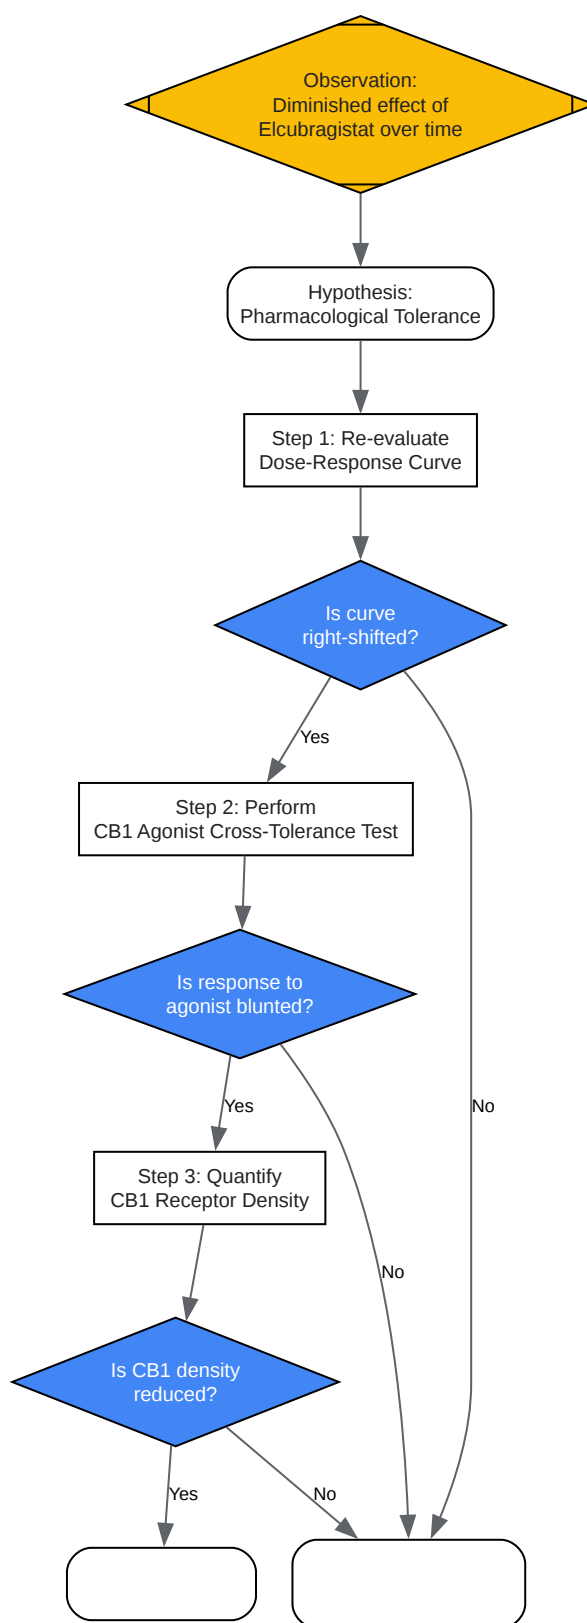 Observation:
Diminished effect of
Elcubragistat over time
Hypothesis:
Pharmacological Tolerance
Step 1: Re-evaluate
Dose-Response Curve
Is curve
right-shifted?
Yes
Step 2: Perform
CB1 Agonist Cross-Tolerance Test
Is response to
agonist blunted?
Yes
No
Step 3: Quantify
CB1 Receptor Density
No
Is CB1 density
reduced?
Yes
No